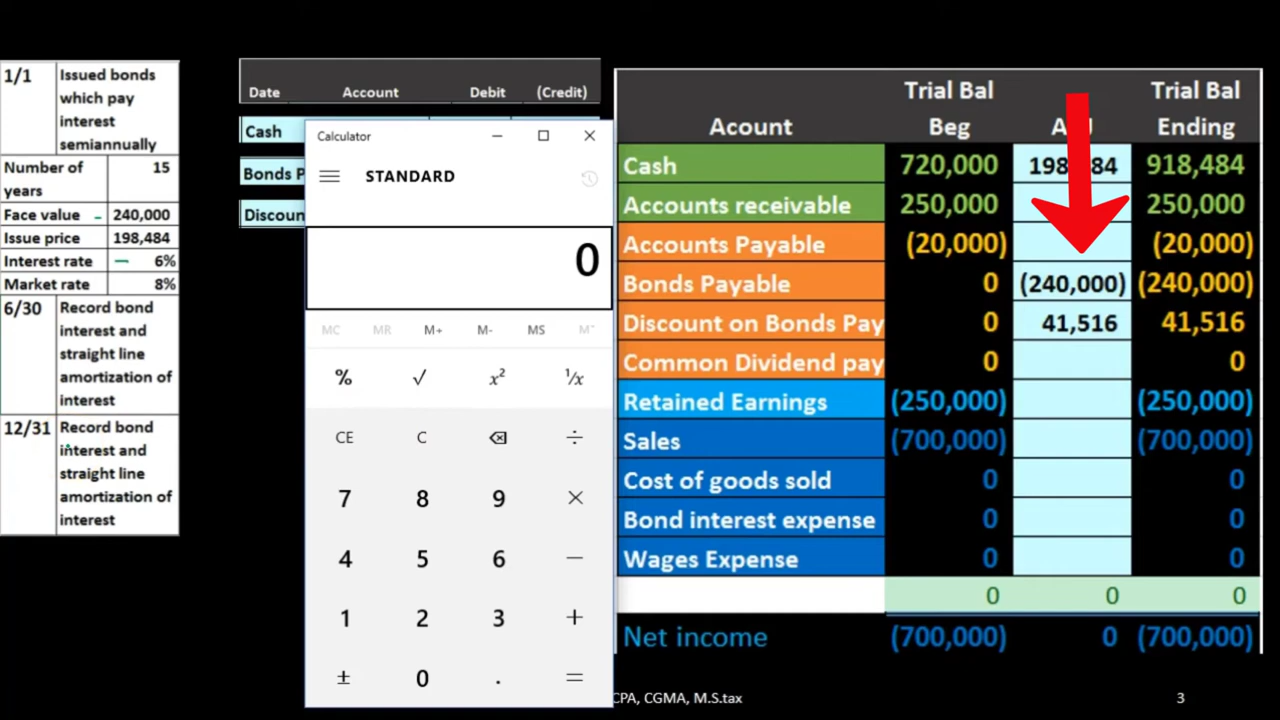 1/1 Issued bonds
which pay
interest
semiannually
Number of 15
years
Face value 240,000
Issue price 198,484
Interest rate 6%
Market rate 8%
6/30 Record bond
interest and
straight line
amortization of
interest
12/31 Record bond
interest and
straight line
amortization of
interest
Date Account Debit (Credit)
Cash
Bonds P
Discoun
Calculator
STANDARD
0
MC MR M+ M- MS M
% √ x² ¹/x
CE C
7 8 9 ×
4 5 6 −
1 2 3 +
± 0 . =
Trial Bal Trial Bal
Acount Beg Ending
Cash 720,000 918,484
Accounts receivable 250,000 250,000
Accounts Payable (20,000) (20,000)
Bonds Payable 0 (240,000) (240,000)
Discount on Bonds Pay 0 41,516 41,516
Common Dividend pay 0 0
Retained Earnings (250,000) (250,000)
Sales (700,000) (700,000)
Cost of goods sold 0 0
Bond interest expense 0 0
Wages Expense 0 0
0 0 0
Net income (700,000) 0 (700,000)
CPA, CGMA, M.S.tax 3